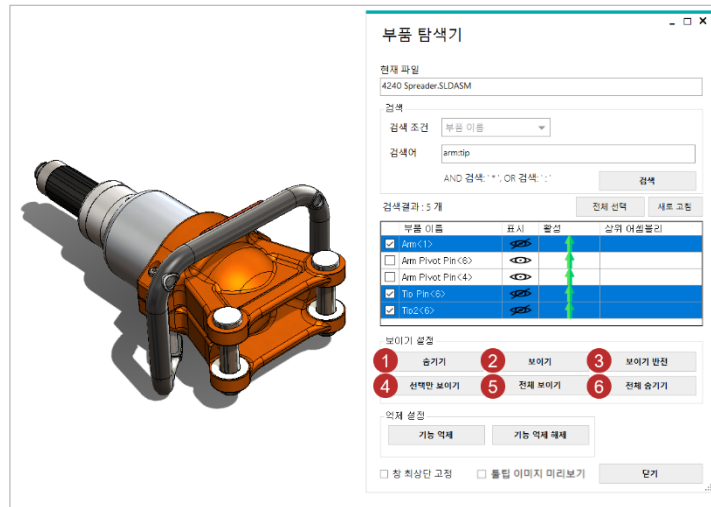 부품 탐색기
현재 파일
4240 Spreader.SLDASM
검색
검색 조건 부품 이름
검색어 arm:tip
AND 검색: ' * ', OR 검색: ' : ' 검색
검색결과 : 5 개 전체 선택 새로 고침
부품 이름 표시 활성 상위 어셈블리
Arm<1>
Arm Pivot Pin<6>
Arm Pivot Pin<4>
Tip Pin<6>
Tip2<6>
보이기 설정
1 숨기기 2 보이기 3 보이기 반전
4 선택만 보이기 5 전체 보이기 6 전체 숨기기
억제 설정
기능 억제 기능 억제 해제
창 최상단 고정 툴팁 이미지 미리보기 닫기